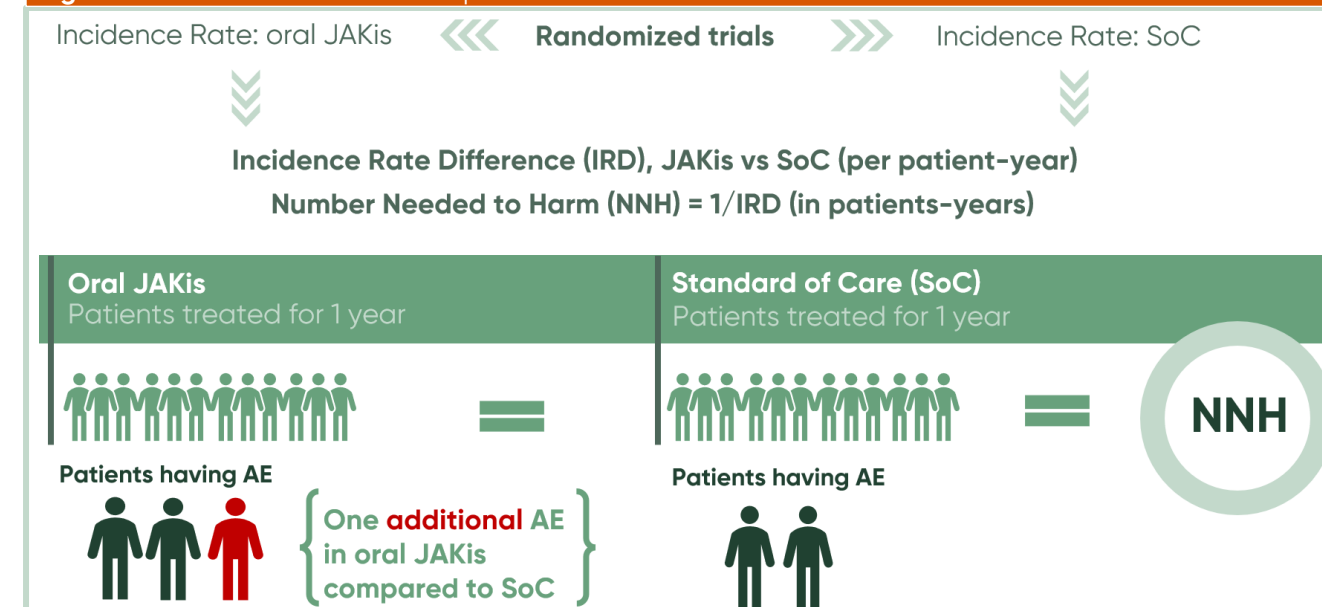 Incidence Rate: oral JAKis
Randomized trials
Incidence Rate: SoC
Incidence Rate Difference (IRD), JAKis vs SoC (per patient-year)
Number Needed to Harm (NNH) = 1/IRD (in patients-years)
Oral JAKis
Patients treated for 1 year
Standard of Care (SoC)
Patients treated for 1 year
=
=
NNH
Patients having AE
Patients having AE
One additional AE
in oral JAKis
compared to SoC